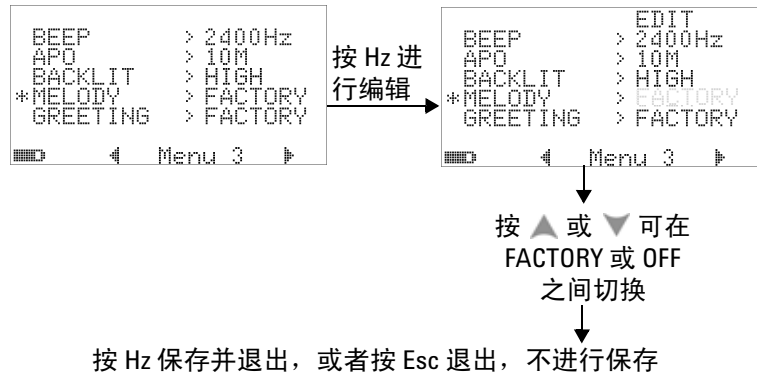 BEEP > 2400Hz
APO > 10M
BACKLIT > HIGH
*MELODY > FACTORY
GREETING > FACTORY
Menu 3
按 Hz 进
行编辑
EDIT
BEEP > 2400Hz
APO > 10M
BACKLIT > HIGH
*MELODY > FACTORY
GREETING > FACTORY
Menu 3
按 ▲ 或 ▼ 可在
FACTORY 或 OFF
之间切换
按 Hz 保存并退出，或者按 Esc 退出，不进行保存